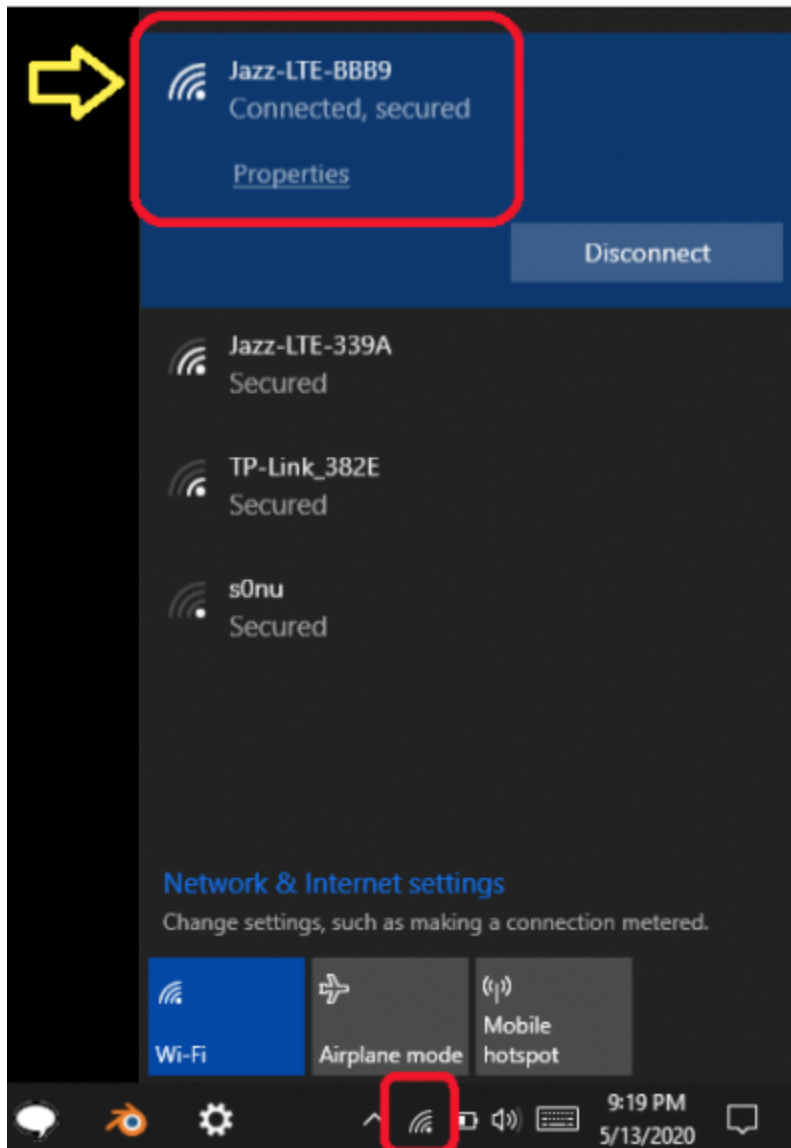 Jazz-LTE-BBB9
Connected, secured
Properties
Disconnect
Jazz-LTE-339A
Secured
TP-Link_382E
Secured
s0nu
Secured
Network & Internet settings
Change settings, such as making a connection metered.
Wi-Fi
Airplane mode
Mobile
hotspot
9:19 PM
5/13/2020